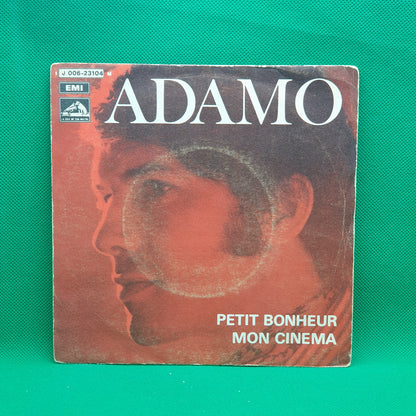 J 006-23104 M
EMI
ADAMO
PETIT BONHEUR
MON CINEMA